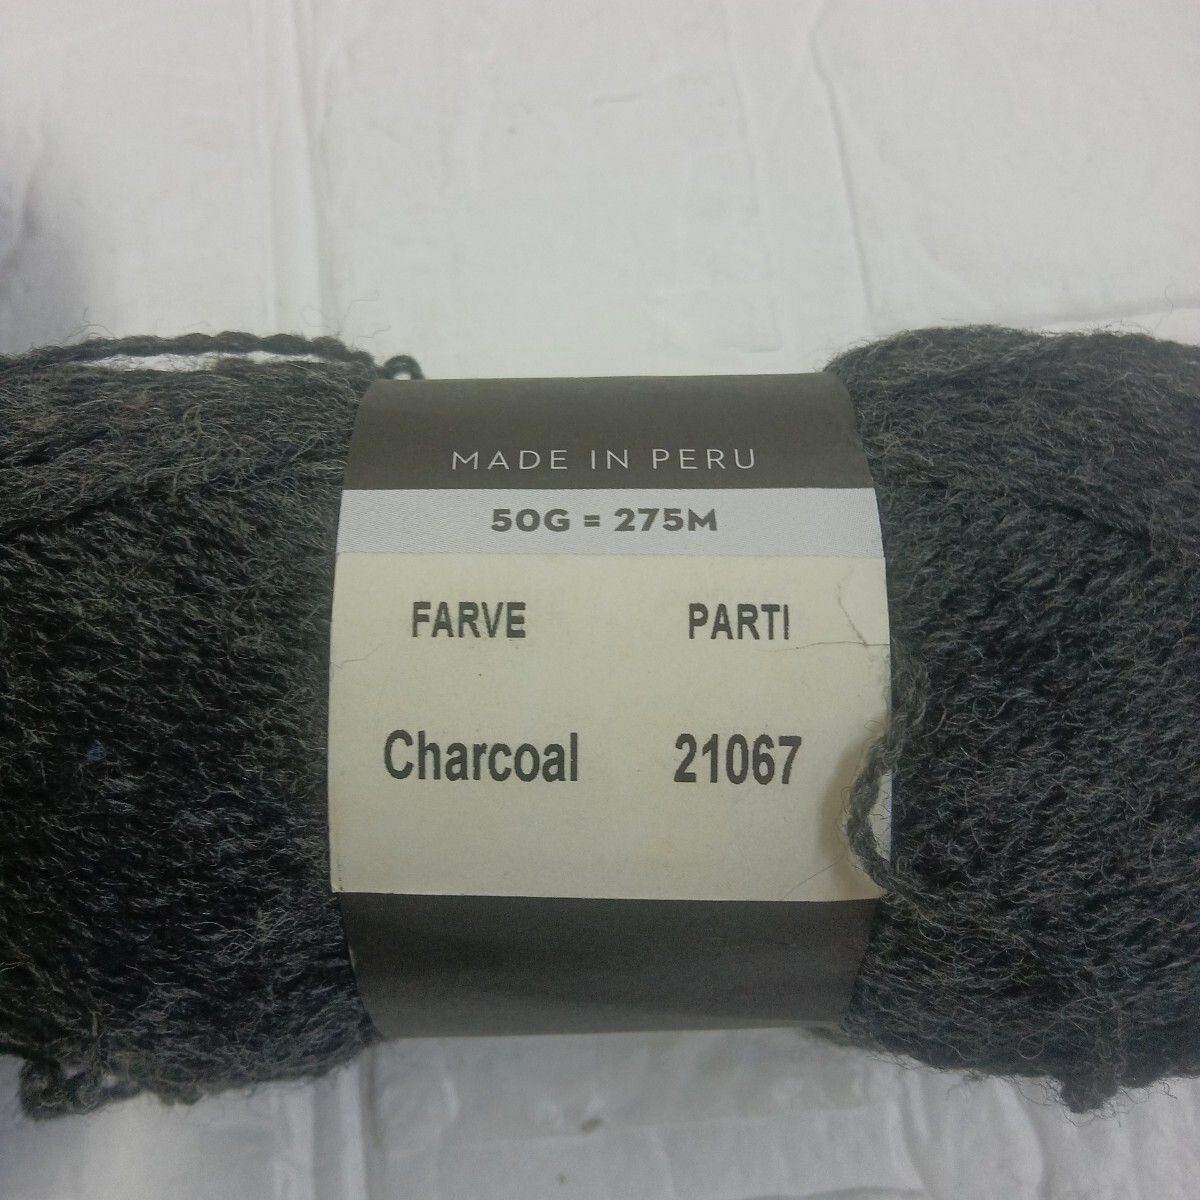 MADE IN PERU
50G = 275M
FARVE PARTI
Charcoal 21067